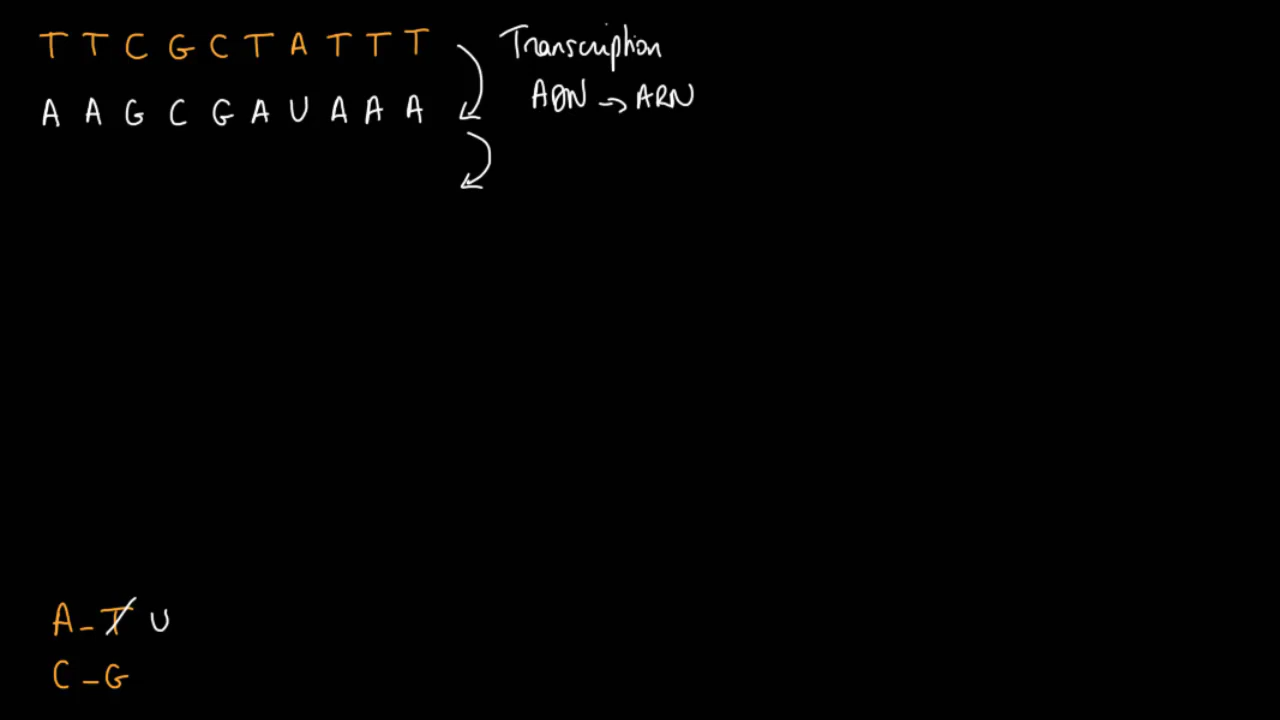 T T C G C T A T T T
A A G C G A U A A A
Transcription
ADN → ARN
A - T U
C - G